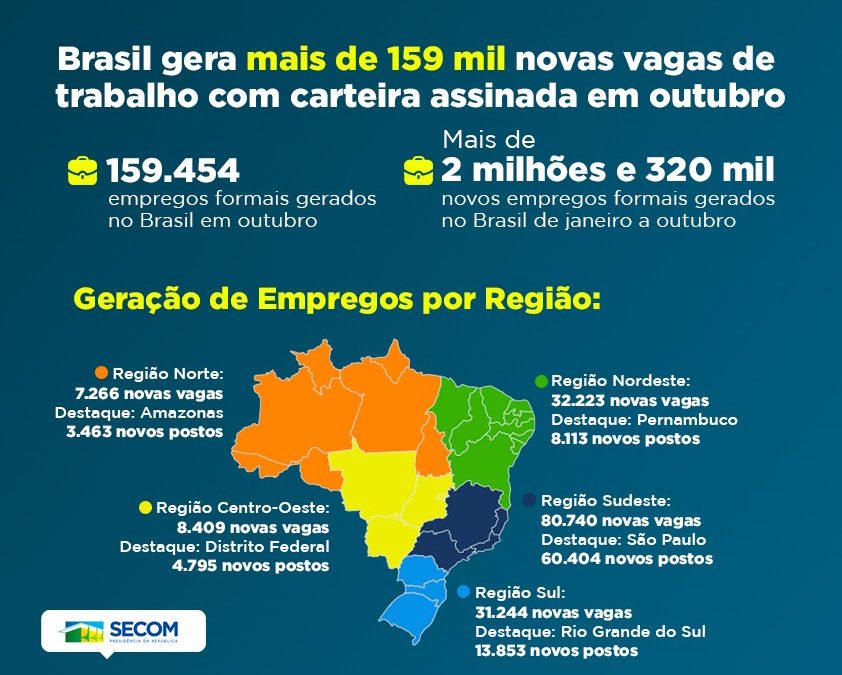 Brasil gera mais de 159 mil novas vagas de
trabalho com carteira assinada em outubro
159.454
empregos formais gerados
no Brasil em outubro
Mais de
2 milhões e 320 mil
novos empregos formais gerados
no Brasil de janeiro a outubro
Geração de Empregos por Região:
Região Norte:
7.266 novas vagas
Destaque: Amazonas
3.463 novos postos
Região Nordeste:
32.223 novas vagas
Destaque: Pernambuco
8.113 novos postos
Região Centro-Oeste:
8.409 novas vagas
Destaque: Distrito Federal
4.795 novos postos
Região Sudeste:
80.740 novas vagas
Destaque: São Paulo
60.404 novos postos
Região Sul:
31.244 novas vagas
Destaque: Rio Grande do Sul
13.853 novos postos
SECOM
PRESIDÊNCIA DA REPÚBLICA